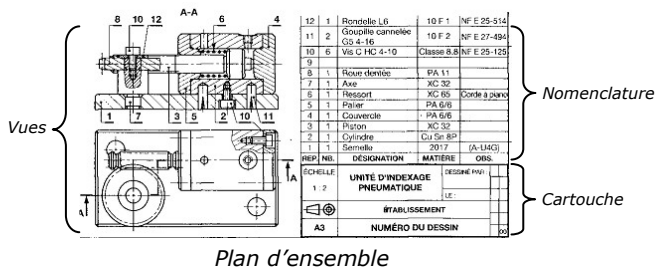 A-A
8 10 12 6 4
1 7 3 5 2 10 11
A
A
Vues
12 1 Rondelle L6 10 F 1 NF E 25-514
11 2 Goupille cannelée G5 4-16 10 F 2 NF E 27-494
10 6 Vis C HC 4-10 Classe 8.8 NF E 25-125
9
8 1 Roue dentée PA 11
7 1 Axe XC 32
6 1 Ressort XC 65 Corde à piano
5 1 Palier PA 6/6
4 1 Couvercle PA 6/6
3 1 Piston XC 32
2 1 Cylindre Cu Sn 8P
1 1 Semelle 2017 (A-U4G)
REP. NB. DÉSIGNATION MATIÈRE OBS.
Nomenclature
ÉCHELLE
1 : 2
UNITÉ D'INDEXAGE
PNEUMATIQUE
DESSINÉ PAR :
LE :
ÉTABLISSEMENT
A3 NUMÉRO DU DESSIN 00
Cartouche
Plan d'ensemble